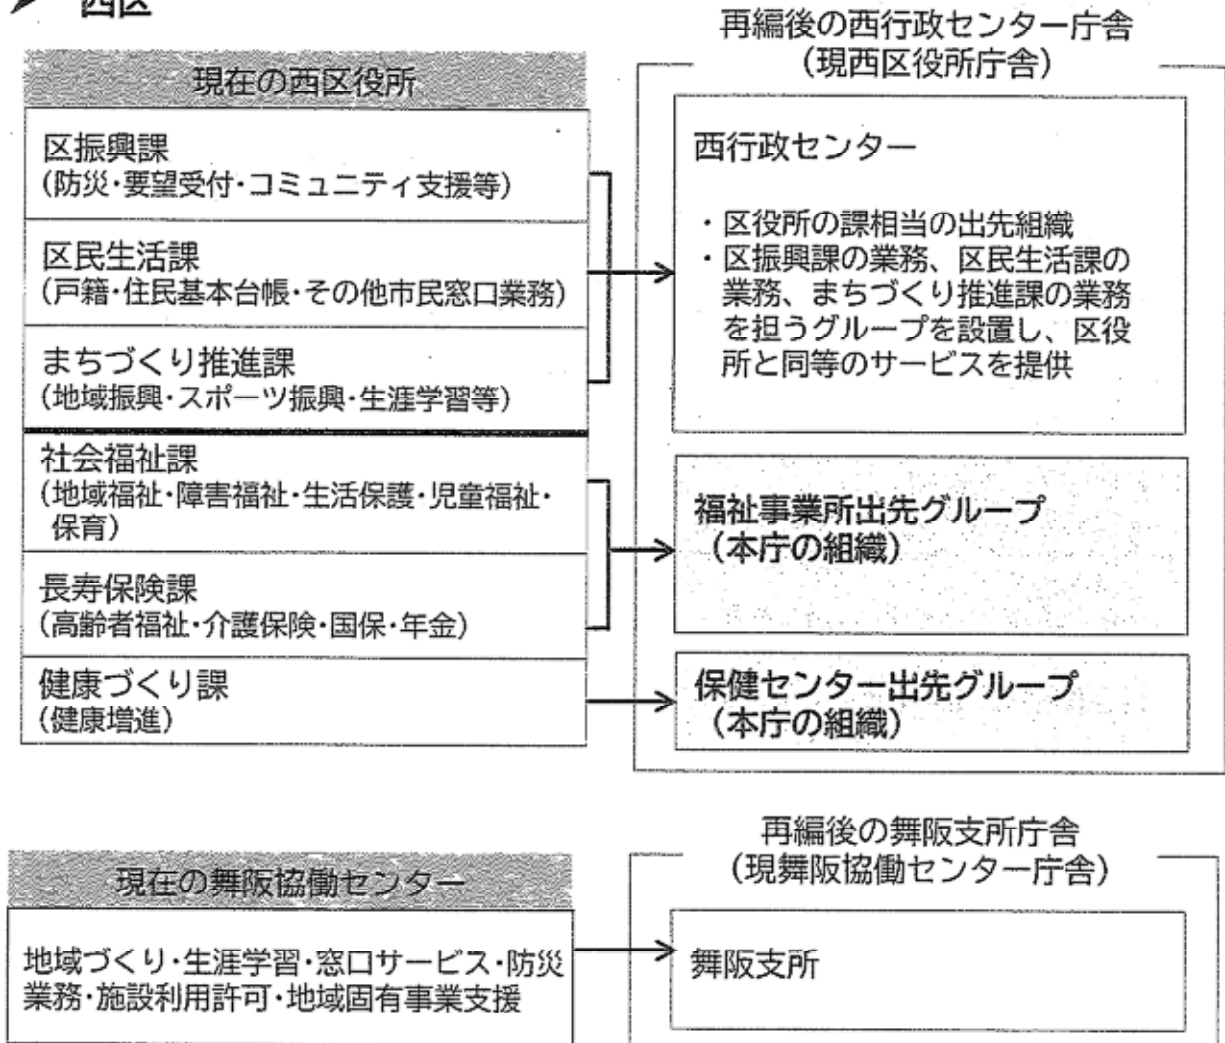 西区
現在の西区役所
区振興課
(防災・要望受付・コミュニティ支援等)
区民生活課
(戸籍・住民基本台帳・その他市民窓口業務)
まちづくり推進課
(地域振興・スポーツ振興・生涯学習等)
社会福祉課
(地域福祉・障害福祉・生活保護・児童福祉・
保育)
長寿保険課
(高齢者福祉・介護保険・国保・年金)
健康づくり課
(健康増進)
再編後の西行政センター庁舎
(現西区役所庁舎)
西行政センター
・区役所の課相当の出先組織
・区振興課の業務、区民生活課の
業務、まちづくり推進課の業務
を担うグループを設置し、区役
所と同等のサービスを提供
福祉事業所出先グループ
(本庁の組織)
保健センター出先グループ
(本庁の組織)
現在の舞阪協働センター
地域づくり・生涯学習・窓口サービス・防災
業務・施設利用許可・地域固有事業支援
再編後の舞阪支所庁舎
(現舞阪協働センター庁舎)
舞阪支所